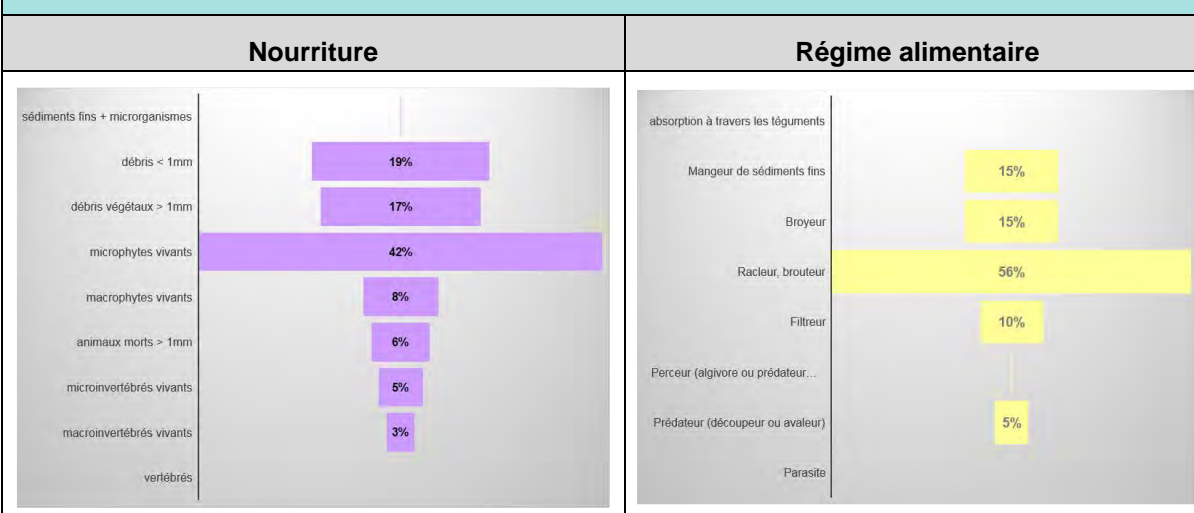 Nourriture
sédiments fins + microrganismes
débris < 1mm
19%
débris végétaux > 1mm
17%
microphytes vivants
42%
macrophytes vivants
8%
animaux morts > 1mm
6%
microinvertébrés vivants
5%
macroinvertébrés vivants
3%
vertébrés
Régime alimentaire
absorption à travers les téguments
Mangeur de sédiments fins
15%
Broyeur
15%
Racleur, brouteur
56%
Filtreur
10%
Perceur (algivore ou prédateur...
Prédateur (découpeur ou avaleur)
5%
Parasite